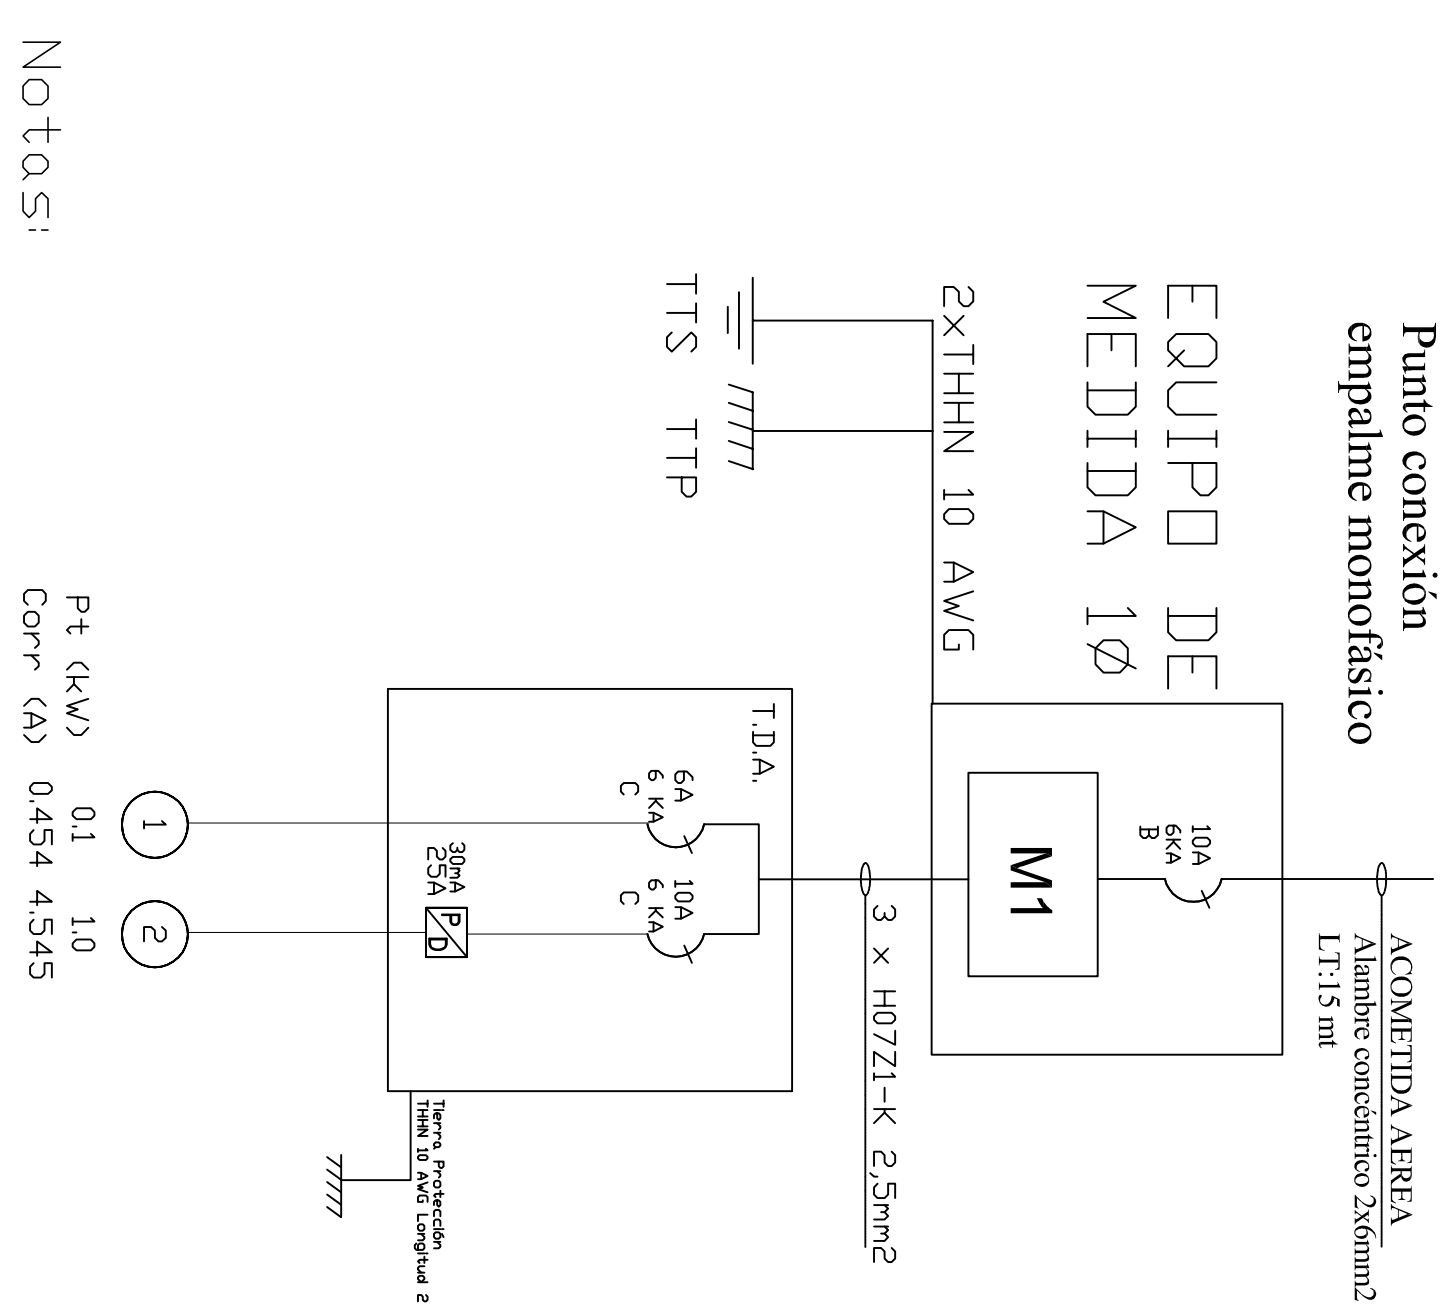 Punto conexión
empalme monofásico
ACOMETIDA AEREA
Alambre concéntrico 2x6mm2
LT:15 mt
EQUIPO DE
MEDIDA 1Ø
10A
6KA
B
M1
2xTHHN 10 AWG
TTS TTP
3 x H07Z1-K 2,5mm2
T.D.A.
6A
6 KA
C
10A
6 KA
C
30mA
25A
P/D
Tierra Protección
THHN 10 AWG Longitud 2
1
2
Pt (kW) 0.1 1.0
Corr (A) 0.454 4.545
Notas: